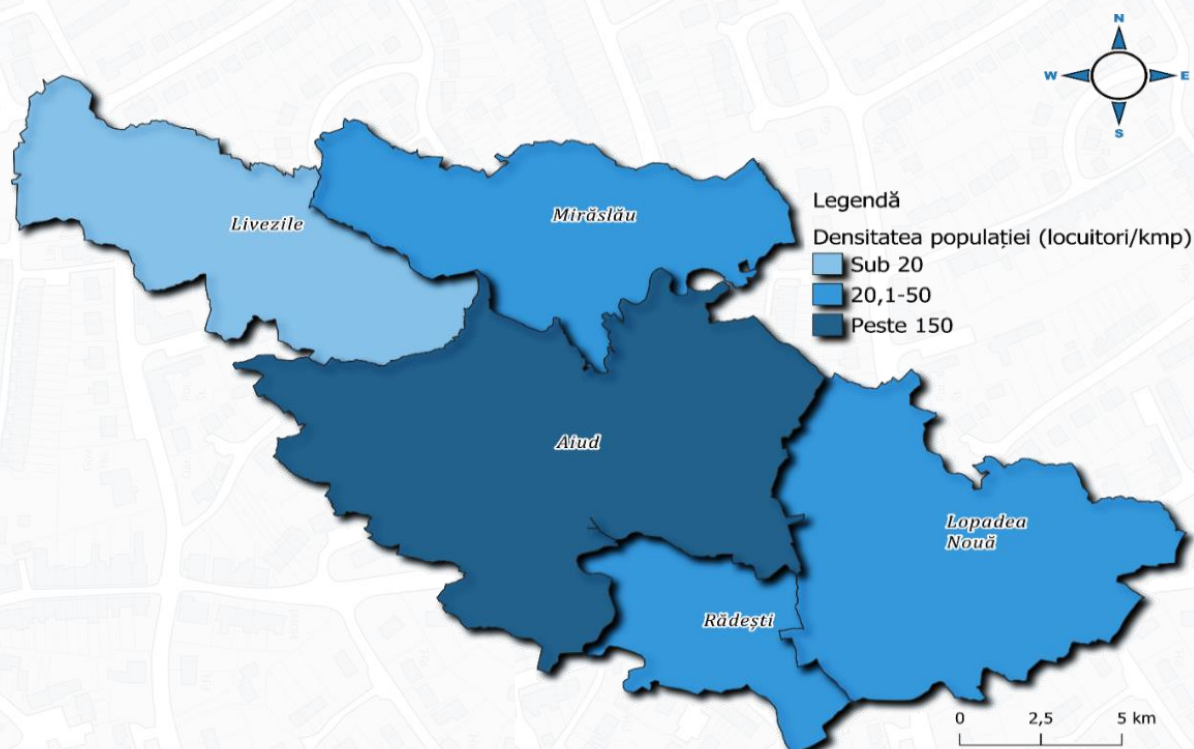 N
W E
S
Livezile
Mirăslău
Legendă
Densitatea populației (locuitori/kmp)
Sub 20
20,1-50
Peste 150
Aiud
Lopadea
Nouă
Rădești
0 2,5 5 km